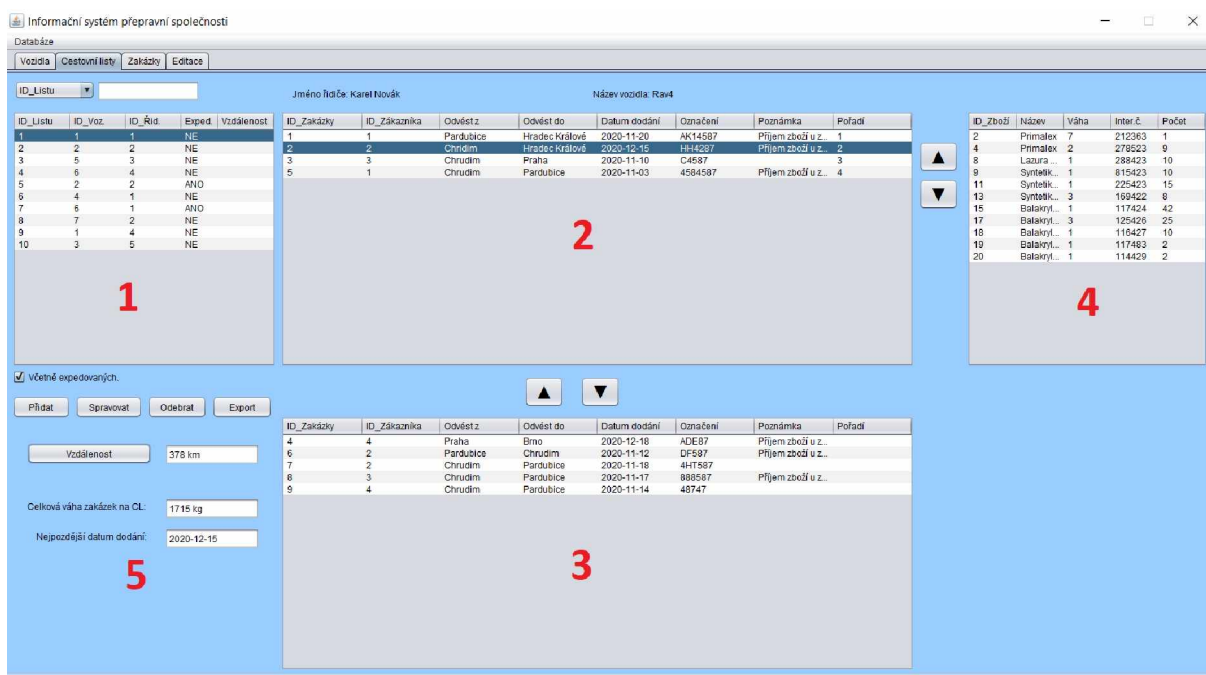 Informační systém přepravní společnosti
Databáze
Vozidla Cestovní listy Zakázky Editace
ID_Listu
Jméno řidiče: Karel Novák
Název vozidla: Rav4
ID_Listu ID_Voz. ID_Řid. Exped. Vzdálenost
1 1 1 NE
2 2 2 NE
3 5 3 NE
4 6 4 NE
5 2 2 ANO
6 4 1 NE
7 6 1 ANO
8 7 2 NE
9 1 4 NE
10 3 5 NE
1
ID_Zakázky ID_Zákazníka Odvést z Odvést do Datum dodání Označení Poznámka Pořadí
1 1 Pardubice Hradec Králové 2020-11-20 AK14587 Příjem zboží u z... 1
2 2 Chridim Hradec Králové 2020-12-15 HH4297 Příjem zboží u z... 2
3 3 Chrudim Praha 2020-11-10 C4587 3
5 1 Chrudim Pardubice 2020-11-03 4584587 Příjem zboží u z... 4
2
▲
▼
ID_Zboží Název Váha Inter.č. Počet
2 Primalex 7 212363 1
4 Primalex 2 278523 9
8 Lazura ... 1 288423 10
9 Syntetik... 1 815423 10
11 Syntetik... 1 225423 15
13 Syntetik... 3 169422 8
15 Balakryl... 1 117424 42
17 Balakryl... 3 125426 25
18 Balakryl... 1 116427 10
19 Balakryl... 1 117483 2
20 Balakryl... 1 114429 2
4
Včetně expedovaných.
Přidat Spravovat Odebrat Export
▲ ▼
Vzdálenost 378 km
Celková váha zakázek na CL: 1715 kg
Nejpozdější datum dodání: 2020-12-15
5
ID_Zakázky ID_Zákazníka Odvést z Odvést do Datum dodání Označení Poznámka Pořadí
4 4 Praha Brno 2020-12-18 ADE87 Příjem zboží u z...
6 2 Pardubice Chrudim 2020-11-12 DF587 Příjem zboží u z...
7 2 Chrudim Pardubice 2020-11-18 4HT587
8 3 Chrudim Pardubice 2020-11-17 888587 Příjem zboží u z...
9 4 Chrudim Pardubice 2020-11-14 48747
3